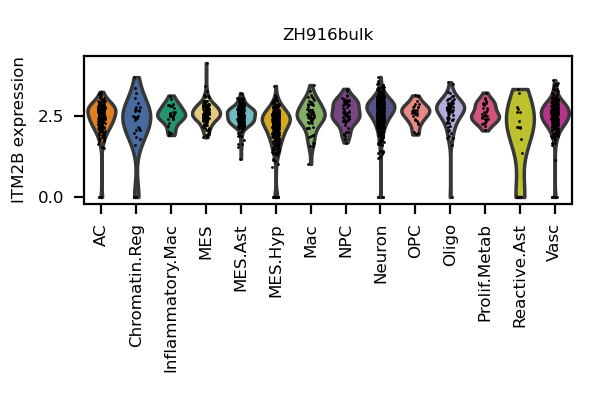 ZH916bulk
ITM2B expression
2.5
0.0
AC
Chromatin.Reg
Inflammatory.Mac
MES
MES.Ast
MES.Hyp
Mac
NPC
Neuron
OPC
Oligo
Prolif.Metab
Reactive.Ast
Vasc